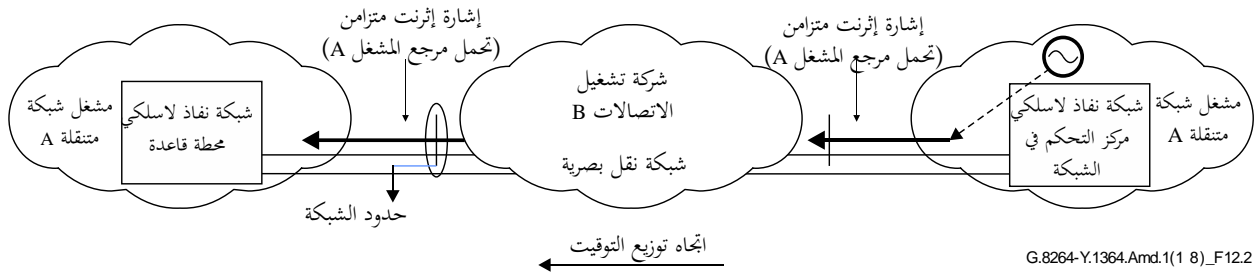 إشارة إثرنت متزامن
(تحمل مرجع المشغل A)
إشارة إثرنت متزامن
(تحمل مرجع المشغل A)
مشغل شبكة
متنقلة A
شبكة نفاذ لاسلكي
مركز التحكم في
الشبكة
شركة تشغيل
الاتصالات B
شبكة نقل بصرية
شبكة نفاذ لاسلكي
محطة قاعدة
مشغل شبكة
متنقلة A
حدود الشبكة
اتجاه توزيع التوقيت
G.8264-Y.1364.Amd.1(1 8)_F12.2